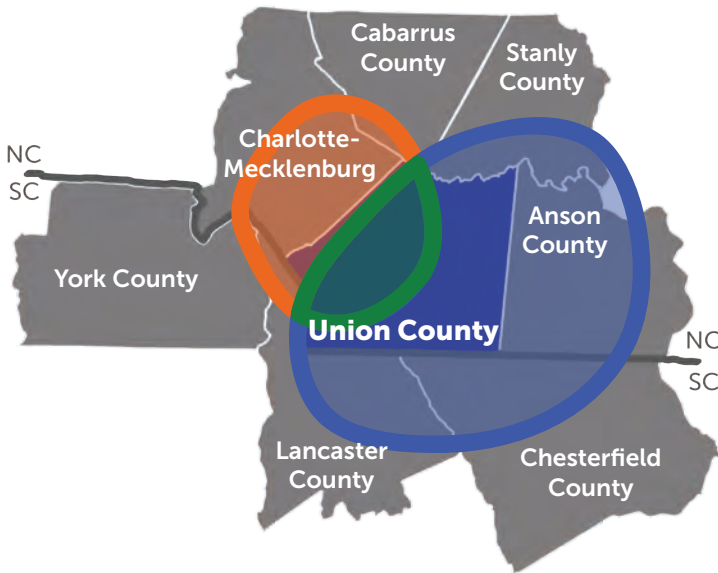 Cabarrus
County
Stanly
County
Charlotte-
Mecklenburg
NC
SC
Anson
County
York County
Union County
NC
SC
Lancaster
County
Chesterfield
County